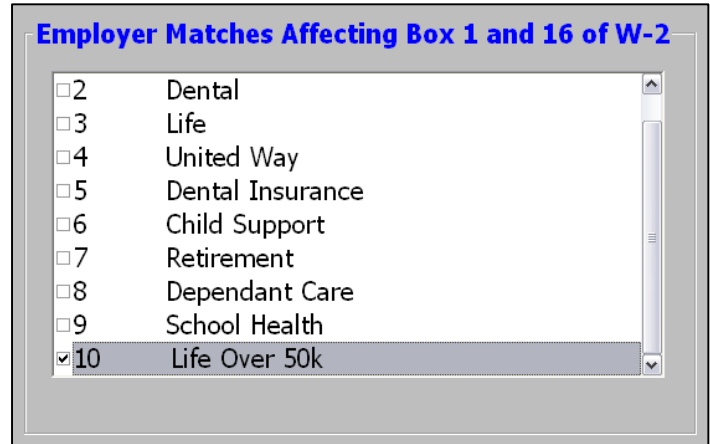 Employer Matches Affecting Box 1 and 16 of W-2
2 Dental
3 Life
4 United Way
5 Dental Insurance
6 Child Support
7 Retirement
8 Dependant Care
9 School Health
10 Life Over 50k